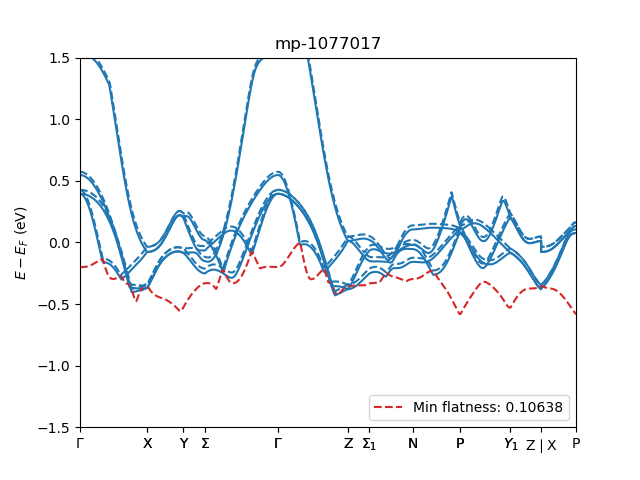 mp-1077017
E − E_F (eV)
1.5
1.0
0.5
0.0
−0.5
−1.0
−1.5
Min flatness: 0.10638
Γ X Y Σ Γ Z Σ₁ N P Y₁ Z | X P